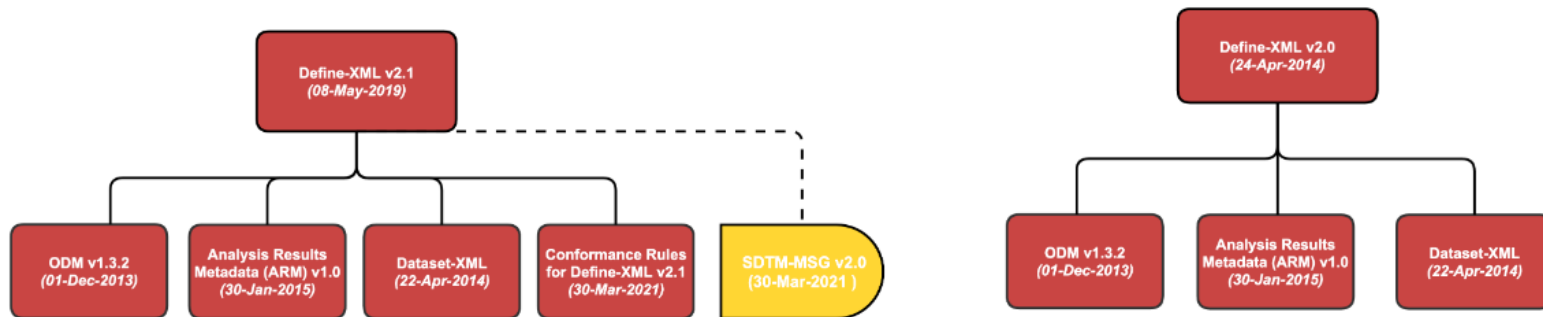 Define-XML v2.1
(08-May-2019)
ODM v1.3.2
(01-Dec-2013)
Analysis Results
Metadata (ARM) v1.0
(30-Jan-2015)
Dataset-XML
(22-Apr-2014)
Conformance Rules
for Define-XML v2.1
(30-Mar-2021)
SDTM-MSG v2.0
(30-Mar-2021 )
Define-XML v2.0
(24-Apr-2014)
ODM v1.3.2
(01-Dec-2013)
Analysis Results
Metadata (ARM) v1.0
(30-Jan-2015)
Dataset-XML
(22-Apr-2014)